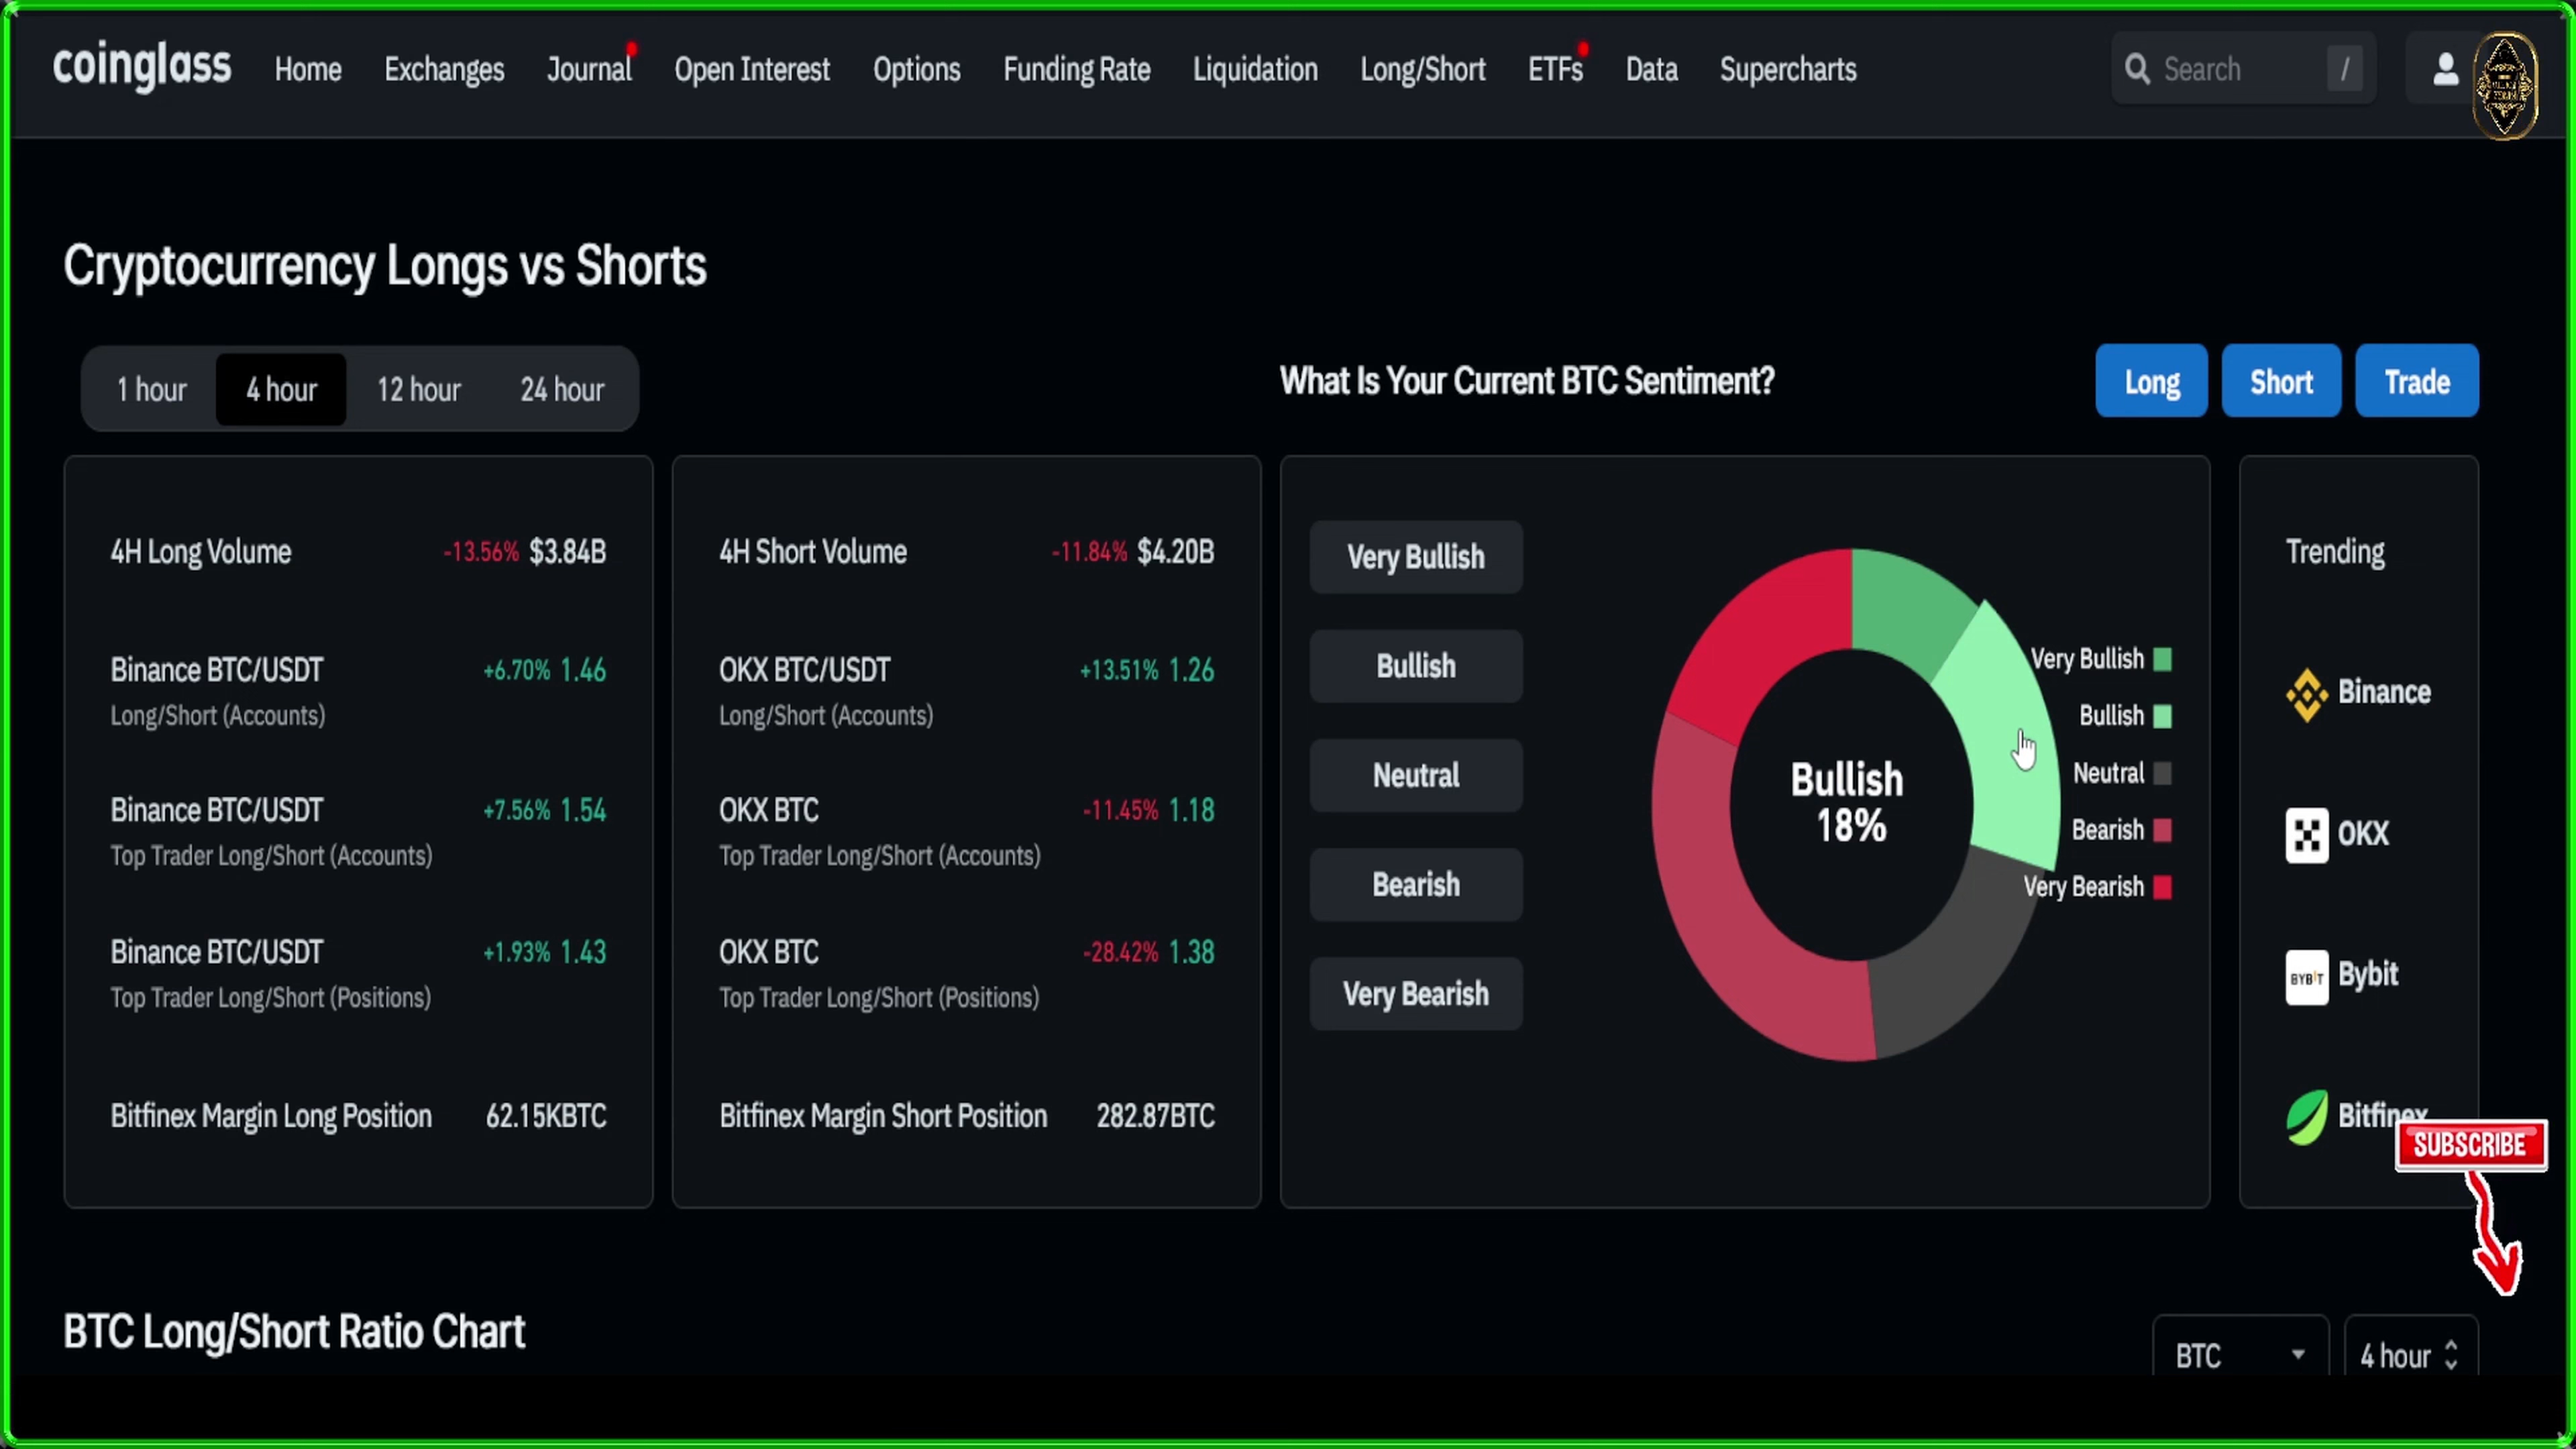 coinglass Home Exchanges Journal Open Interest Options Funding Rate Liquidation Long/Short ETFs Data Supercharts Search /
Cryptocurrency Longs vs Shorts
1 hour 4 hour 12 hour 24 hour
What Is Your Current BTC Sentiment?
Long Short Trade
4H Long Volume -13.56% $3.84B
Binance BTC/USDT +6.70% 1.46
Long/Short (Accounts)
Binance BTC/USDT +7.56% 1.54
Top Trader Long/Short (Accounts)
Binance BTC/USDT +1.93% 1.43
Top Trader Long/Short (Positions)
Bitfinex Margin Long Position 62.15KBTC
4H Short Volume -11.84% $4.20B
OKX BTC/USDT +13.51% 1.26
Long/Short (Accounts)
OKX BTC -11.45% 1.18
Top Trader Long/Short (Accounts)
OKX BTC -28.42% 1.38
Top Trader Long/Short (Positions)
Bitfinex Margin Short Position 282.87BTC
Very Bullish
Bullish
Neutral
Bearish
Very Bearish
Bullish
18%
Very Bullish
Bullish
Neutral
Bearish
Very Bearish
Trending
Binance
OKX
BYBIT Bybit
Bitfinex
SUBSCRIBE
BTC Long/Short Ratio Chart
BTC 4 hour